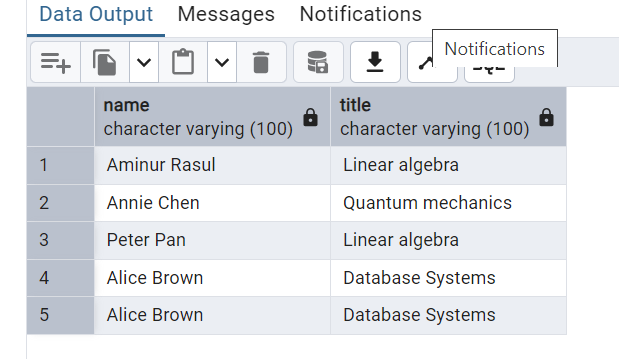 Data Output Messages Notifications
Notifications
name title
character varying (100) character varying (100)
1 Aminur Rasul Linear algebra
2 Annie Chen Quantum mechanics
3 Peter Pan Linear algebra
4 Alice Brown Database Systems
5 Alice Brown Database Systems